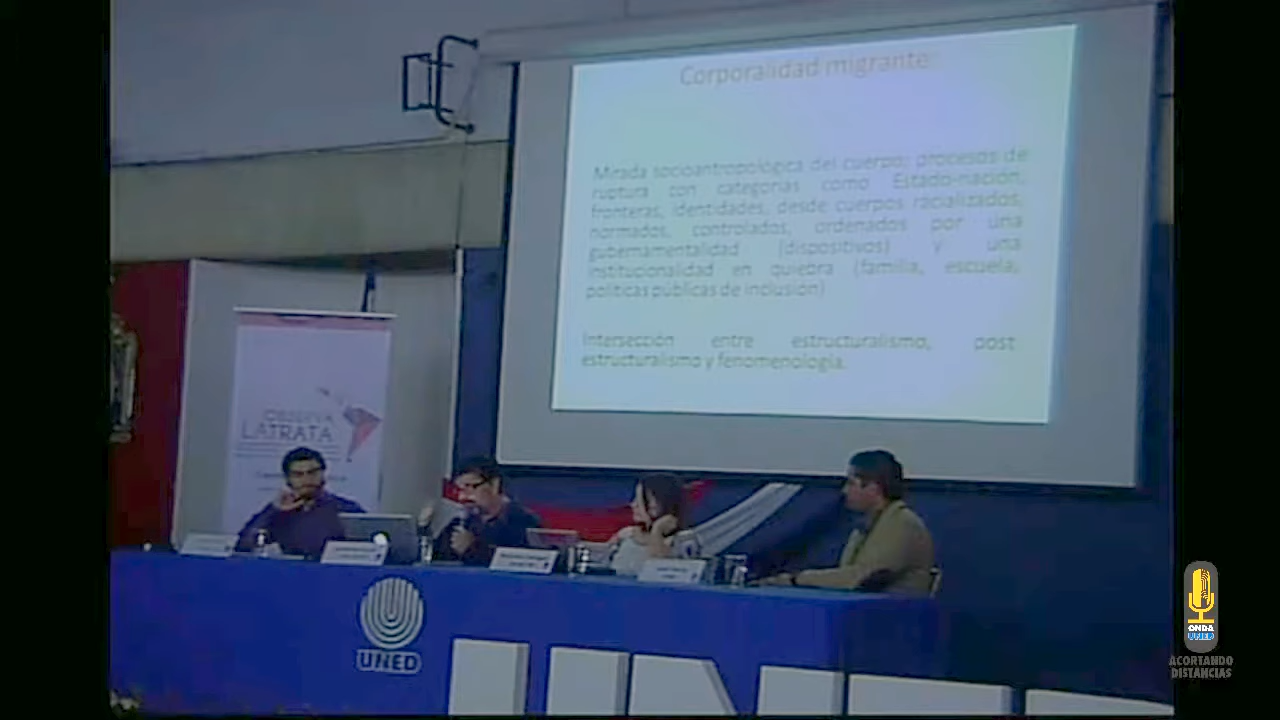 Corporalidad migrante:
Mirada socioantropológica del cuerpo: procesos de
ruptura con categorías como Estado-nación,
fronteras, identidades, desde cuerpos racializados,
normados, controlados, ordenados por una
gubernamentalidad (dispositivos) y una
institucionalidad en quiebra (familia, escuela,
políticas públicas de inclusión)
Intersección entre estructuralismo, post
estructuralismo y fenomenología.
OBSERVA
LATRATA
UNED
ONDA
UNED
ACORTANDO
DISTANCIAS